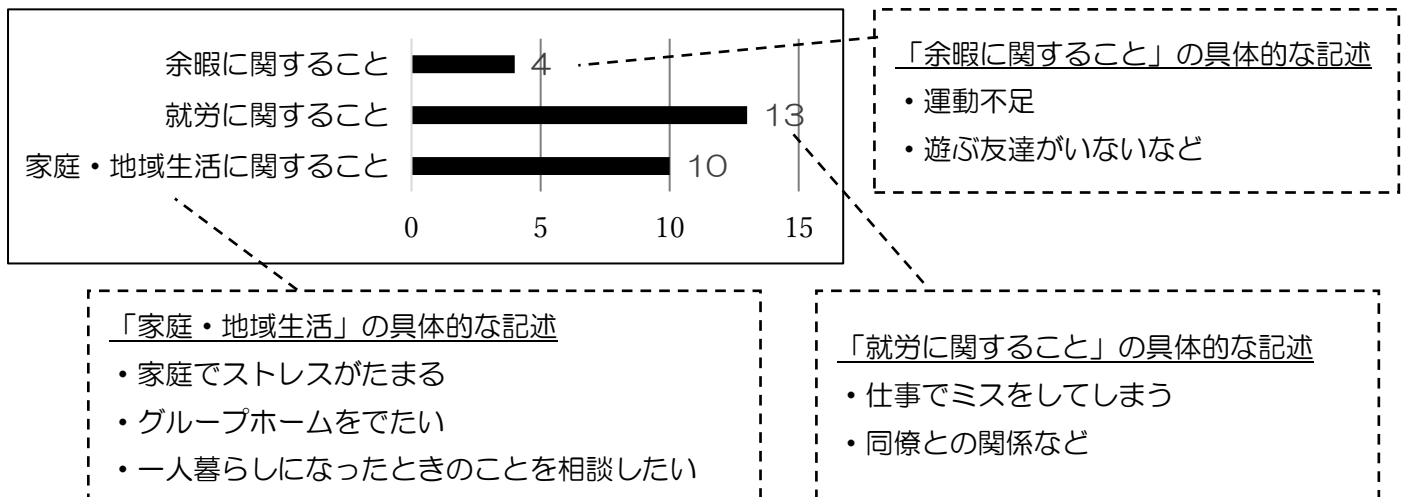 余暇に関すること 4
就労に関すること 13
家庭・地域生活に関すること 10
0 5 10 15
「余暇に関すること」の具体的な記述
・運動不足
・遊ぶ友達がいないなど
「家庭・地域生活」の具体的な記述
・家庭でストレスがたまる
・グループホームをでたい
・一人暮らしになったときのことを相談したい
「就労に関すること」の具体的な記述
・仕事でミスをしてしまう
・同僚との関係など